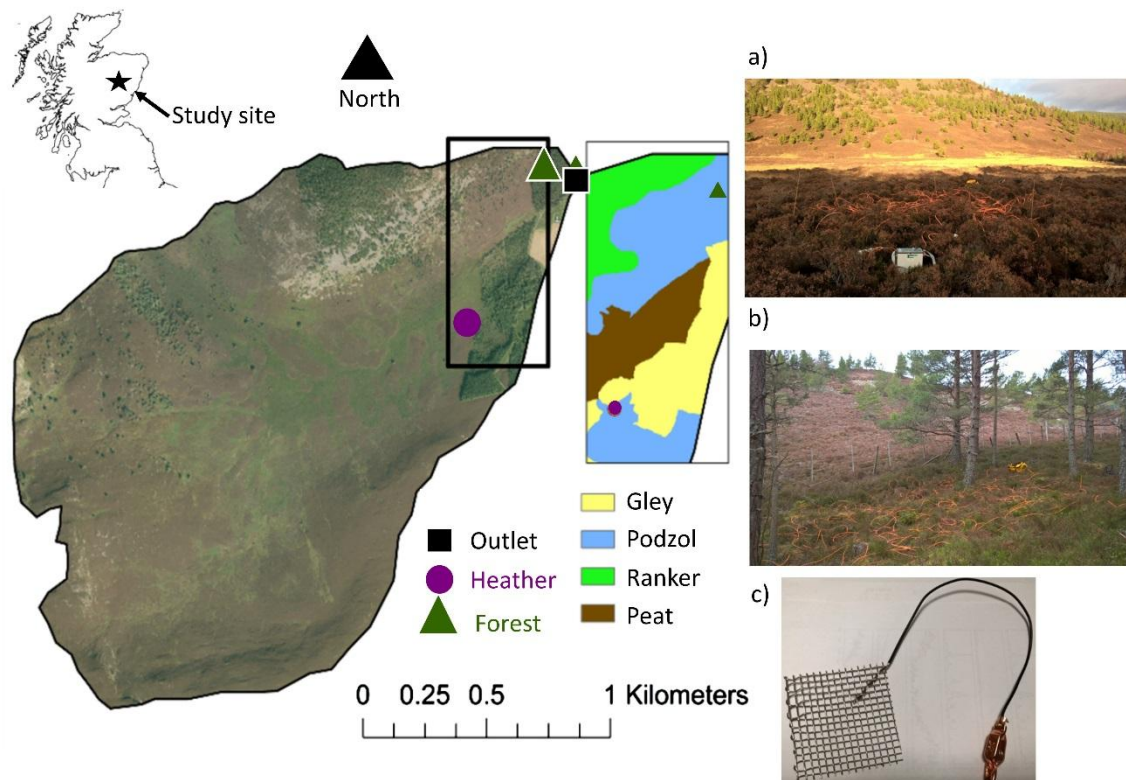 Study site
North
a)
b)
c)
Outlet
Heather
Forest
Gley
Podzol
Ranker
Peat
0 0.25 0.5 1 Kilometers